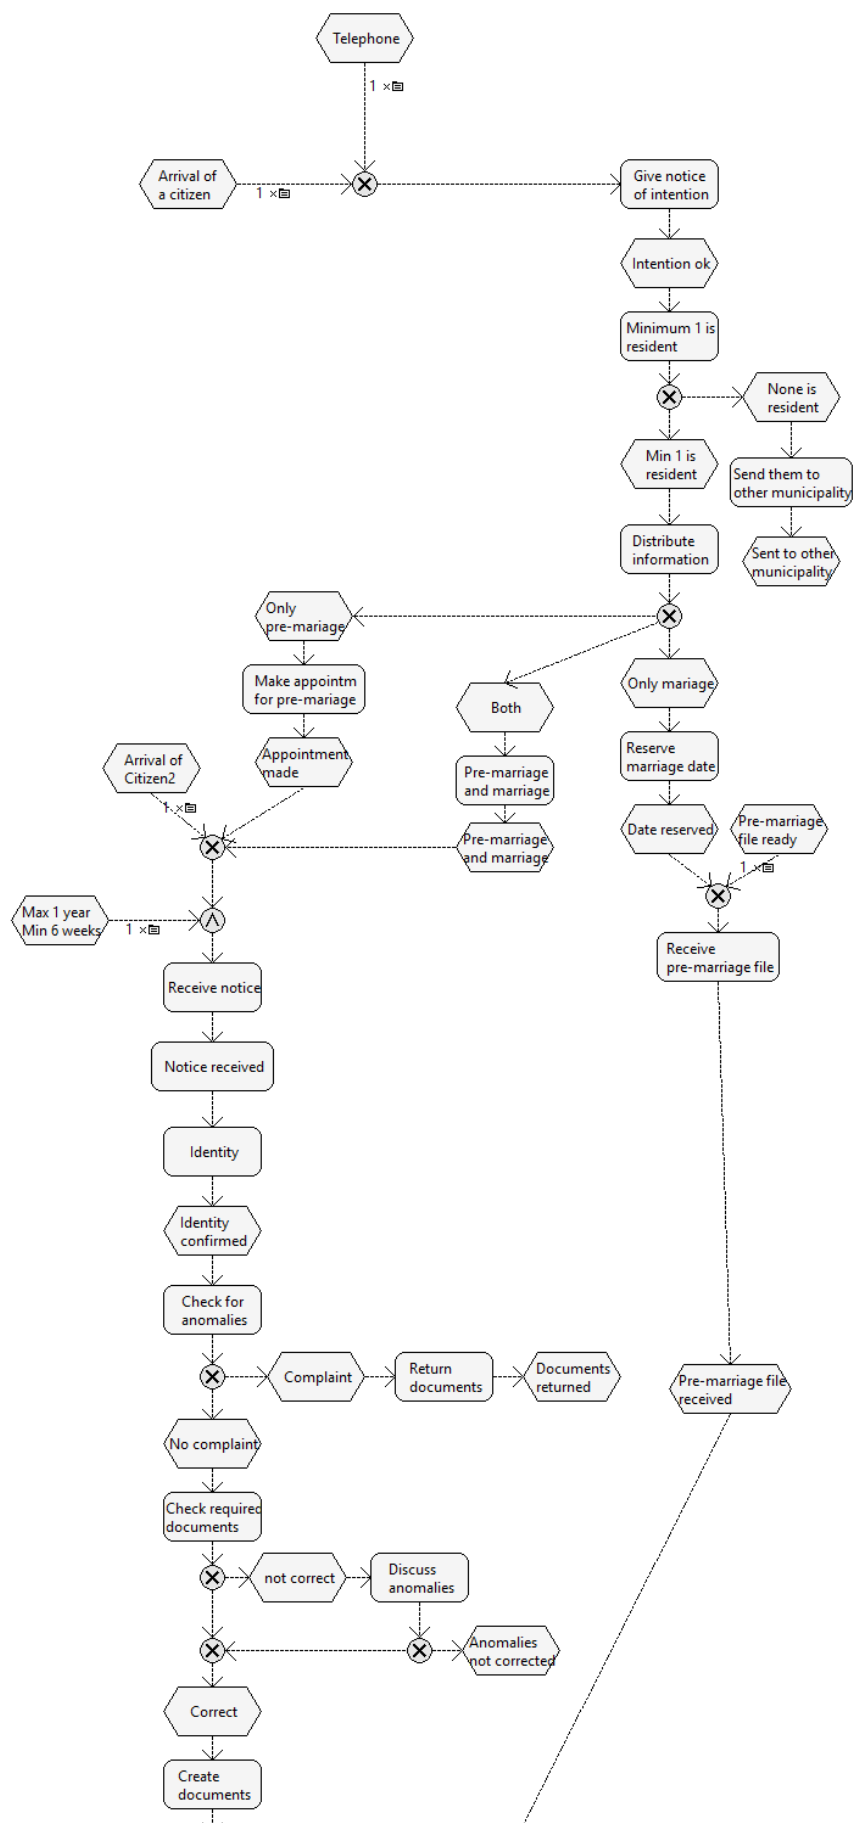 Telephone
1 ×
Arrival of
a citizen
1 ×
Give notice
of intention
Intention ok
Minimum 1 is
resident
None is
resident
Min 1 is
resident
Send them to
other municipality
Distribute
information
Sent to other
municipality
Only
pre-mariage
Make appointm
for pre-mariage
Both
Only mariage
Arrival of
Citizen2
Appointment
made
Pre-marriage
and marriage
Reserve
marriage date
1 ×
Pre-marriage
and marriage
Date reserved
Pre-marriage
file ready
1 ×
Max 1 year
Min 6 weeks
1 ×
Receive
pre-marriage file
Receive notice
Notice received
Identity
Identity
confirmed
Check for
anomalies
Complaint
Return
documents
Documents
returned
Pre-marriage file
received
No complaint
Check required
documents
not correct
Discuss
anomalies
Anomalies
not corrected
Correct
Create
documents